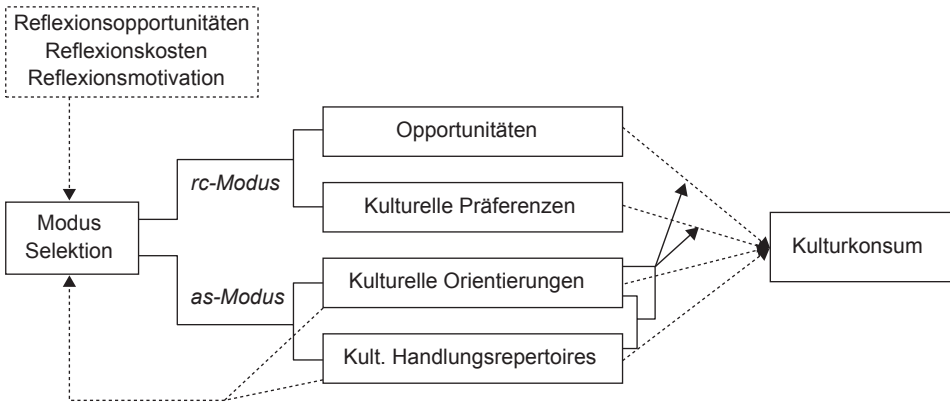 Reflexionsopportunitäten
Reflexionskosten
Reflexionsmotivation
Opportunitäten
rc-Modus
Kulturelle Präferenzen
Modus
Selektion
Kulturkonsum
Kulturelle Orientierungen
as-Modus
Kult. Handlungsrepertoires